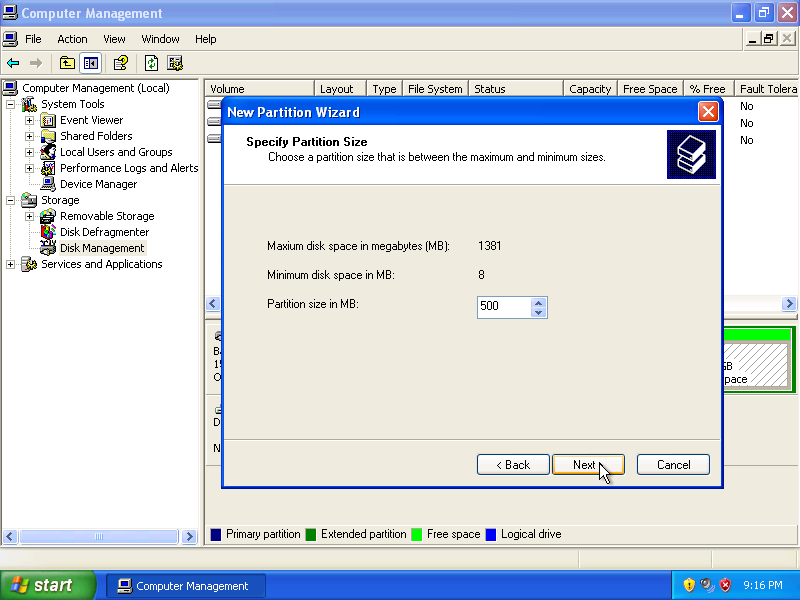 Computer Management
File Action View Window Help
Computer Management (Local)
System Tools
Event Viewer
Shared Folders
Local Users and Groups
Performance Logs and Alerts
Device Manager
Storage
Removable Storage
Disk Defragmenter
Disk Management
Services and Applications
Volume Layout Type File System Status Capacity Free Space % Free Fault Tolera
No
No
No
New Partition Wizard
Specify Partition Size
Choose a partition size that is between the maximum and minimum sizes.
Maxium disk space in megabytes (MB): 1381
Minimum disk space in MB: 8
Partition size in MB: 500
< Back Next Cancel
Ba
15
O
GB
pace
D
N
Primary partition Extended partition Free space Logical drive
start Computer Management 9:16 PM